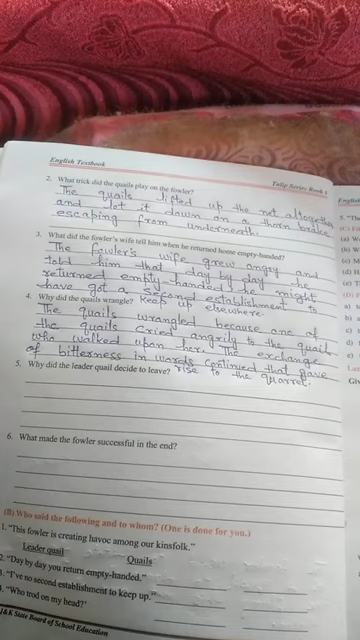 English Textbook
Tulip Series Book 1
2. What trick did the quails play on the fowler?
The quails lifted up the net altogether
and let it down on a thorn brake
escaping from underneath.
3. What did the fowler's wife tell him when he returned home empty-handed?
The fowler's wife grew angry and
told him that day by day he
returned empty-handed he might
have got a second establishment to
keep up elsewhere.
4. Why did the quails wrangle?
The quails wrangled because one of
the quails cried angrily to the quail
who walked upon her. The exchange
of bitterness in words continued that gave
rise to the quarrel.
5. Why did the leader quail decide to leave?
6. What made the fowler successful in the end?
(B) Who said the following and to whom? (One is done for you.)
1. "This fowler is creating havoc among our kinsfolk."
Leader quail Quails
2. "Day by day you return empty-handed."
3. "I've no second establishment to keep up."
4. "Who trod on my head?'
J&K State Board of School Education